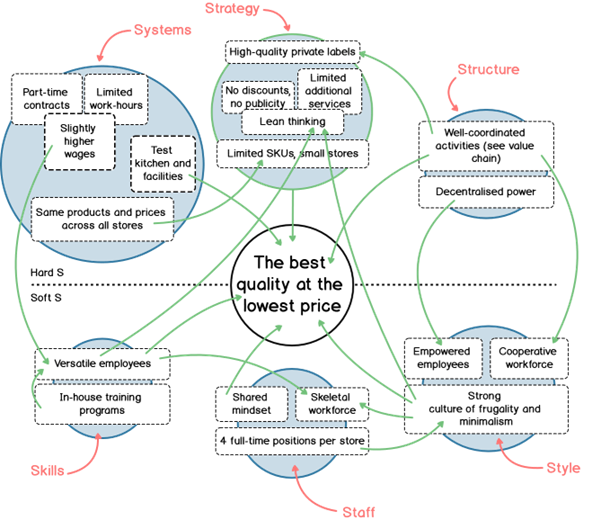 Strategy
Systems
High-quality private labels
Structure
Part-time
contracts
Limited
work-hours
No discounts,
no publicity
Limited
additional
services
Slightly
higher
wages
Lean thinking
Well-coordinated
activities (see value
chain)
Test
kitchen and
facilities
Limited SKUs, small stores
Decentralised power
Same products and prices
across all stores
The best
quality at the
lowest price
Hard S
Soft S
Versatile employees
Empowered
employees
Cooperative
workforce
In-house training
programs
Shared
mindset
Skeletal
workforce
Strong
culture of frugality and
minimalism
4 full-time positions per store
Skills
Style
Staff